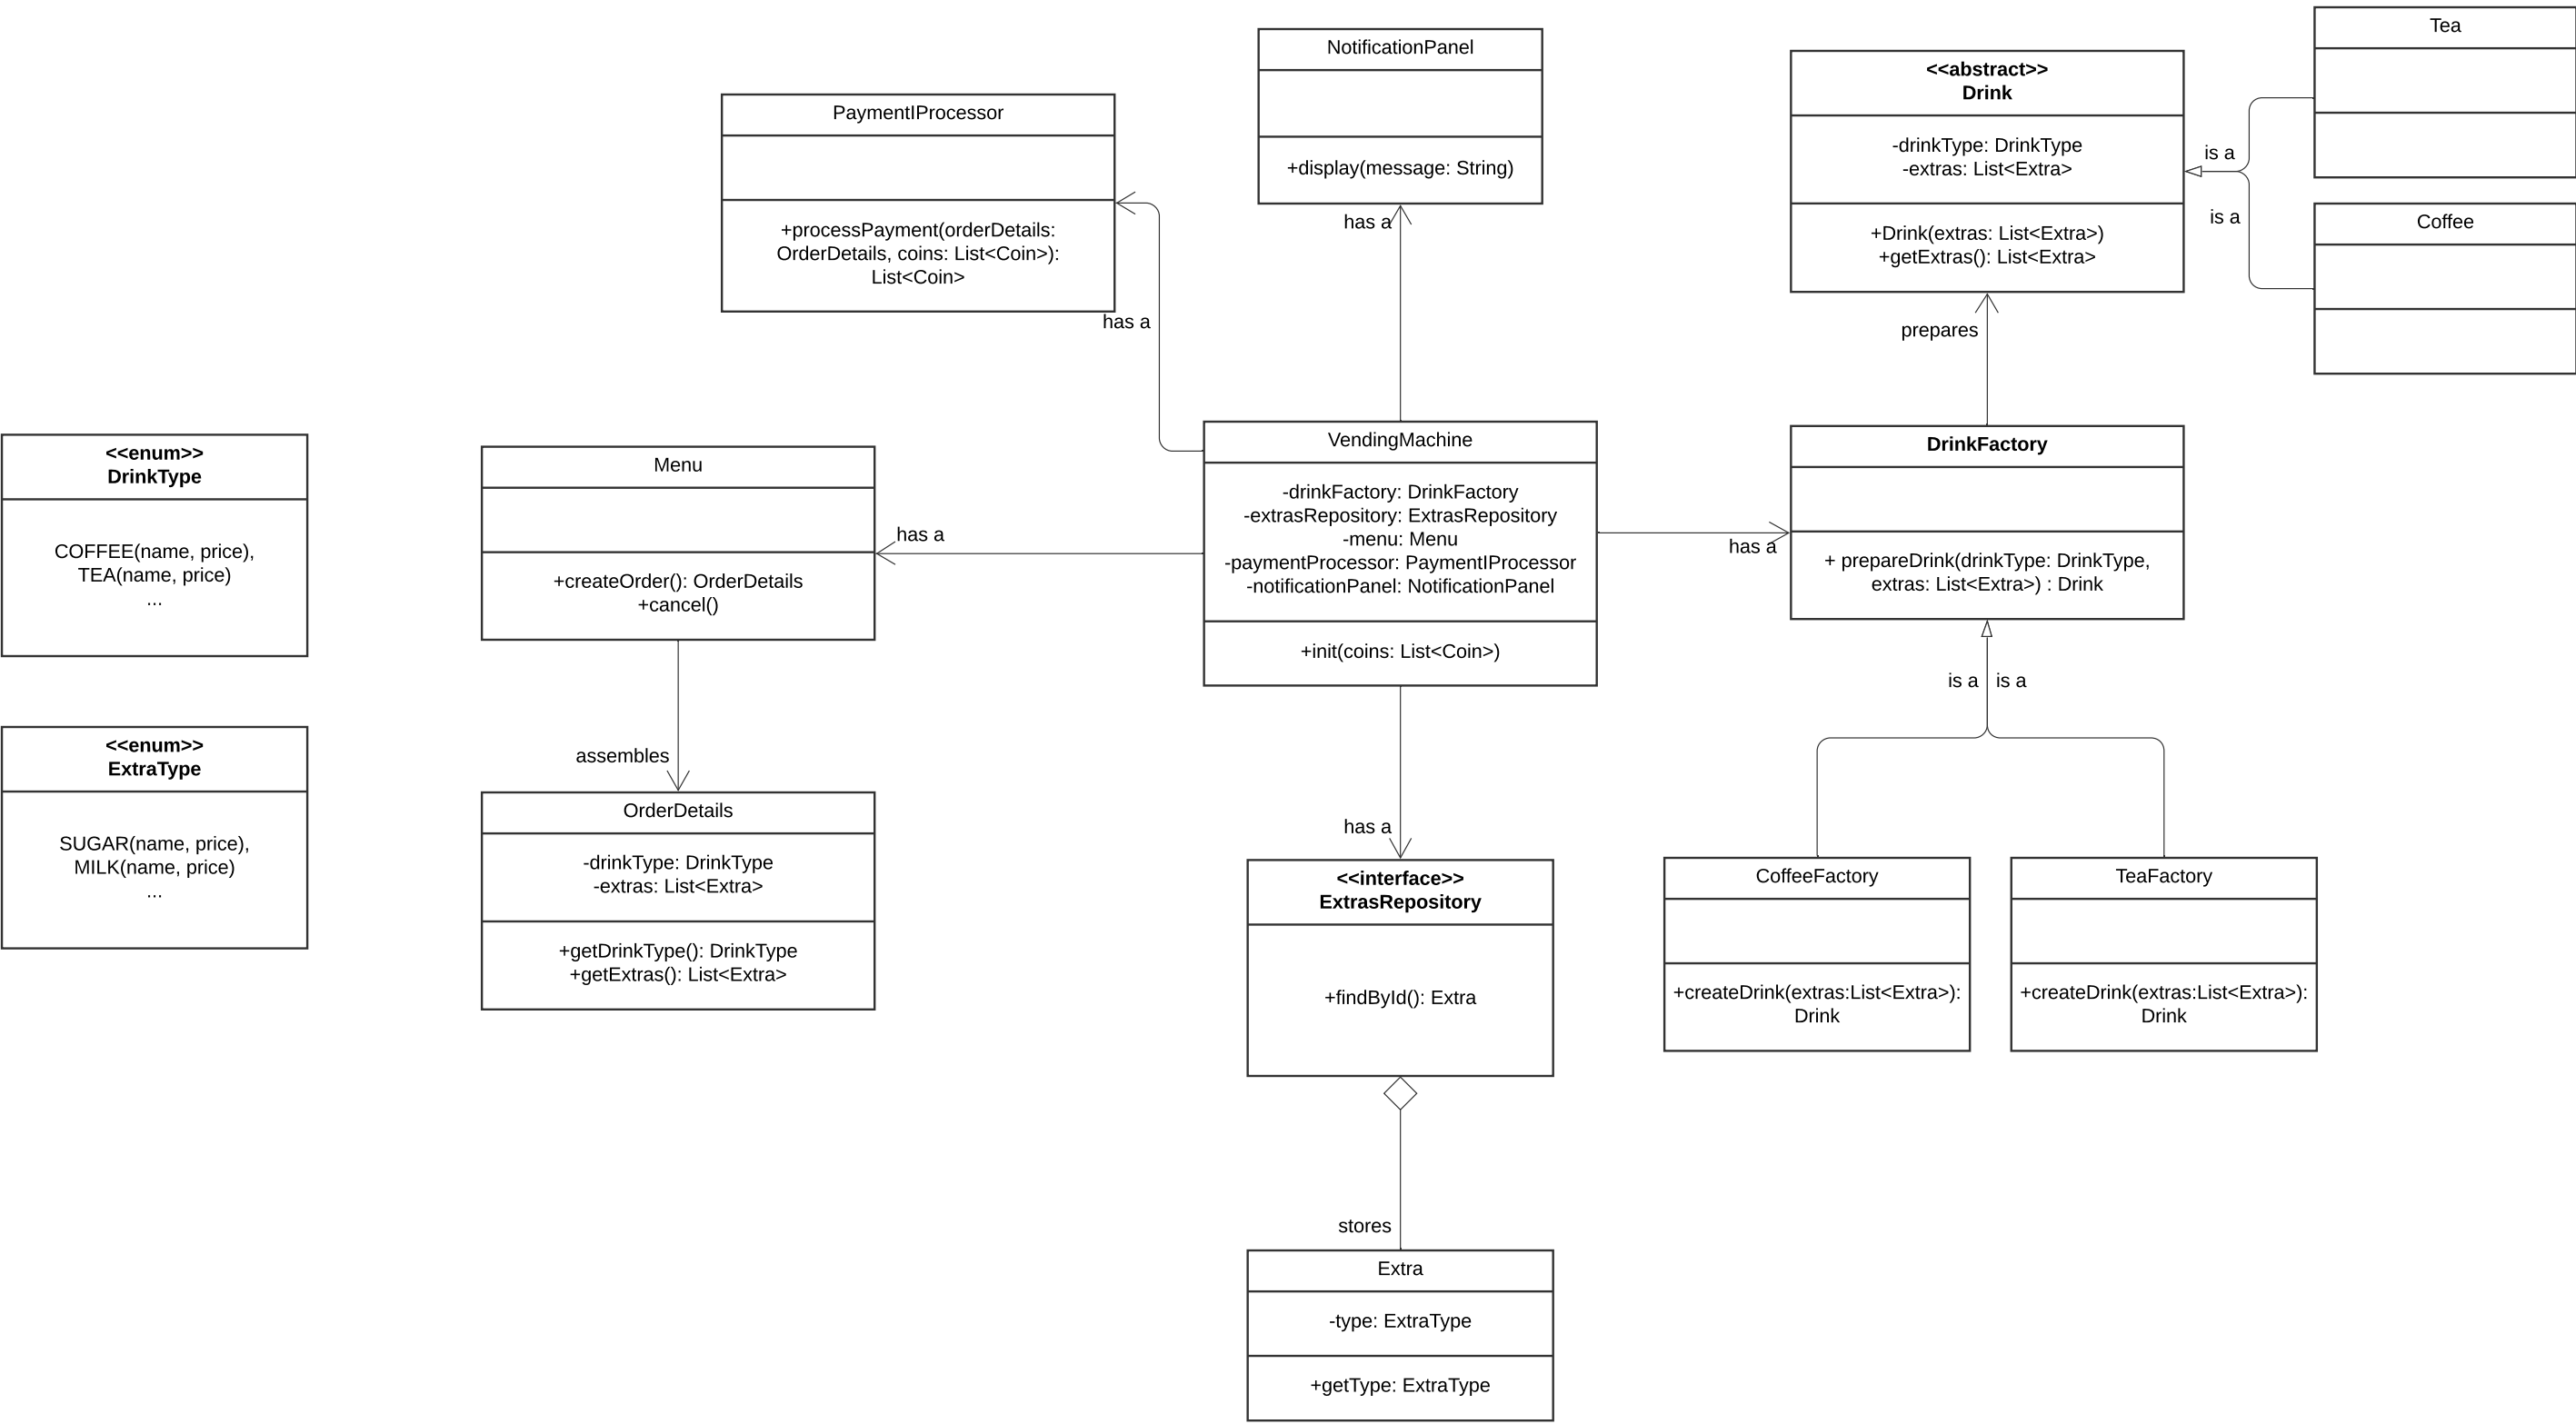 NotificationPanel
+display(message: String)
has a
PaymentIProcessor
+processPayment(orderDetails:
OrderDetails, coins: List<Coin>):
List<Coin>
has a
<<abstract>>
Drink
-drinkType: DrinkType
-extras: List<Extra>
+Drink(extras: List<Extra>)
+getExtras(): List<Extra>
Tea
is a
is a
Coffee
prepares
<<enum>>
DrinkType
COFFEE(name, price),
TEA(name, price)
...
Menu
+createOrder(): OrderDetails
+cancel()
has a
VendingMachine
-drinkFactory: DrinkFactory
-extrasRepository: ExtrasRepository
-menu: Menu
-paymentProcessor: PaymentIProcessor
-notificationPanel: NotificationPanel
+init(coins: List<Coin>)
has a
DrinkFactory
+ prepareDrink(drinkType: DrinkType,
extras: List<Extra>) : Drink
is a
is a
<<enum>>
ExtraType
SUGAR(name, price),
MILK(name, price)
...
assembles
OrderDetails
-drinkType: DrinkType
-extras: List<Extra>
+getDrinkType(): DrinkType
+getExtras(): List<Extra>
has a
<<interface>>
ExtrasRepository
+findById(): Extra
CoffeeFactory
+createDrink(extras:List<Extra>):
Drink
TeaFactory
+createDrink(extras:List<Extra>):
Drink
stores
Extra
-type: ExtraType
+getType: ExtraType